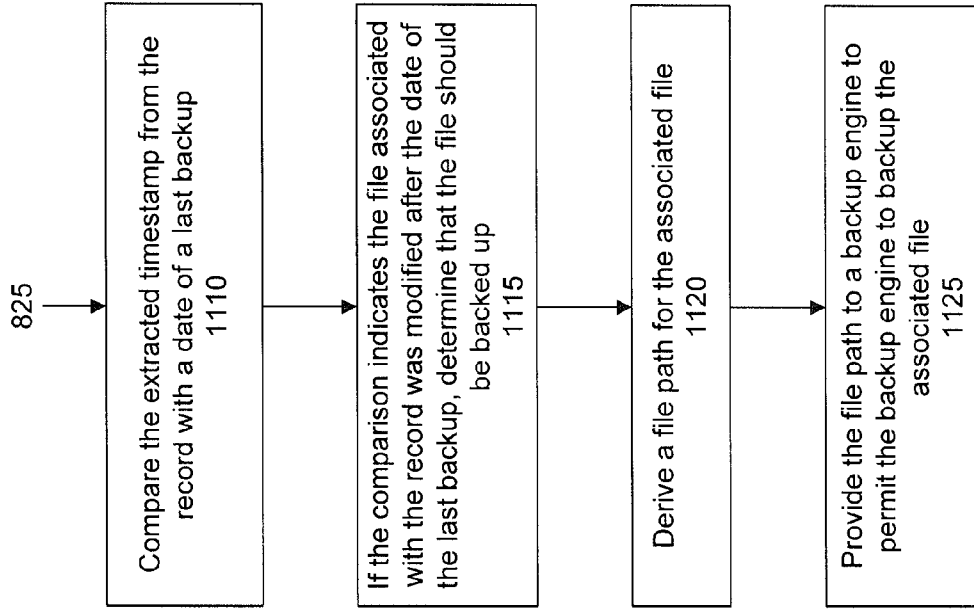 825
Compare the extracted timestamp from the
record with a date of a last backup
1110
If the comparison indicates the file associated
with the record was modified after the date of
the last backup, determine that the file should
be backed up
1115
Derive a file path for the associated file
1120
Provide the file path to a backup engine to
permit the backup engine to backup the
associated file
1125